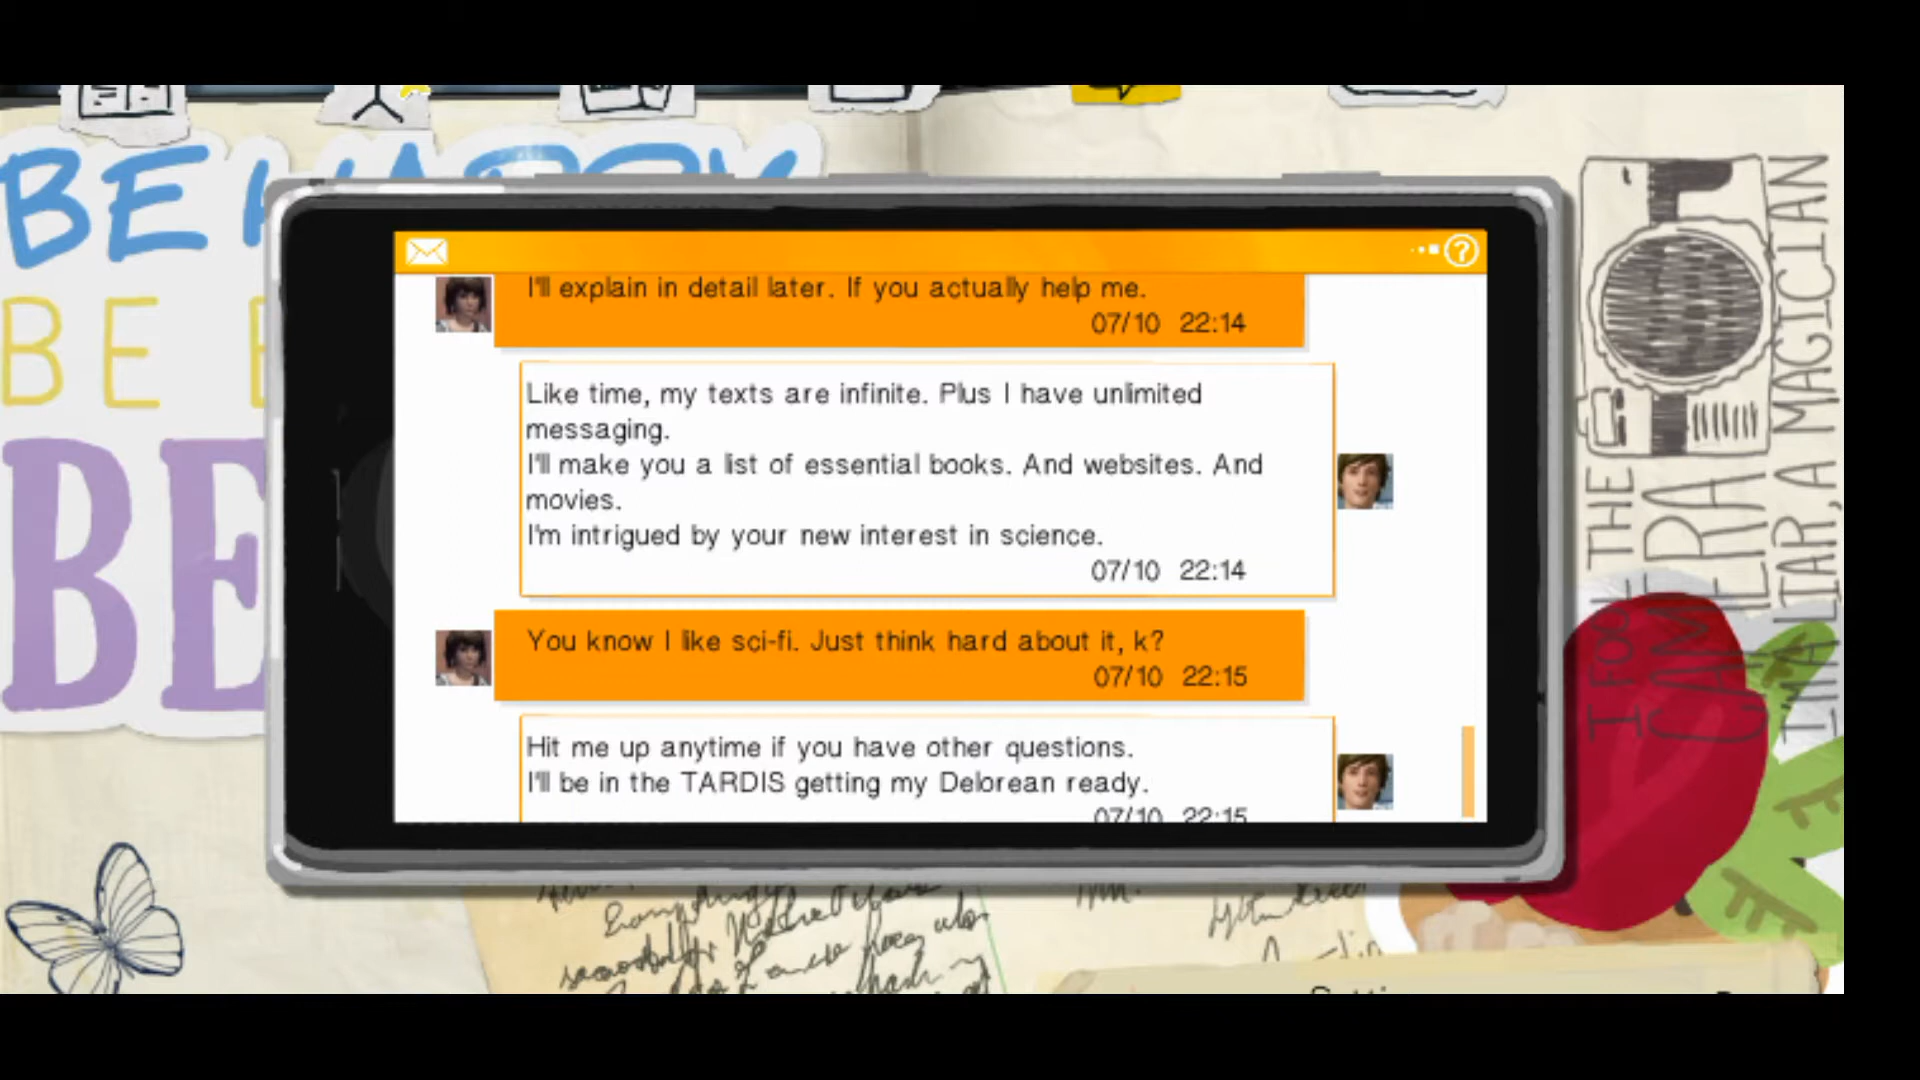 BE HAPPY
BE
BE
I'll explain in detail later. If you actually help me.
07/10 22:14
Like time, my texts are infinite. Plus I have unlimited
messaging.
I'll make you a list of essential books. And websites. And
movies.
I'm intrigued by your new interest in science.
07/10 22:14
You know I like sci-fi. Just think hard about it, k?
07/10 22:15
Hit me up anytime if you have other questions.
I'll be in the TARDIS getting my Delorean ready.
07/10 22:15
I FOOL THE
CAMERA
I'M A LIAR, A MAGICIAN